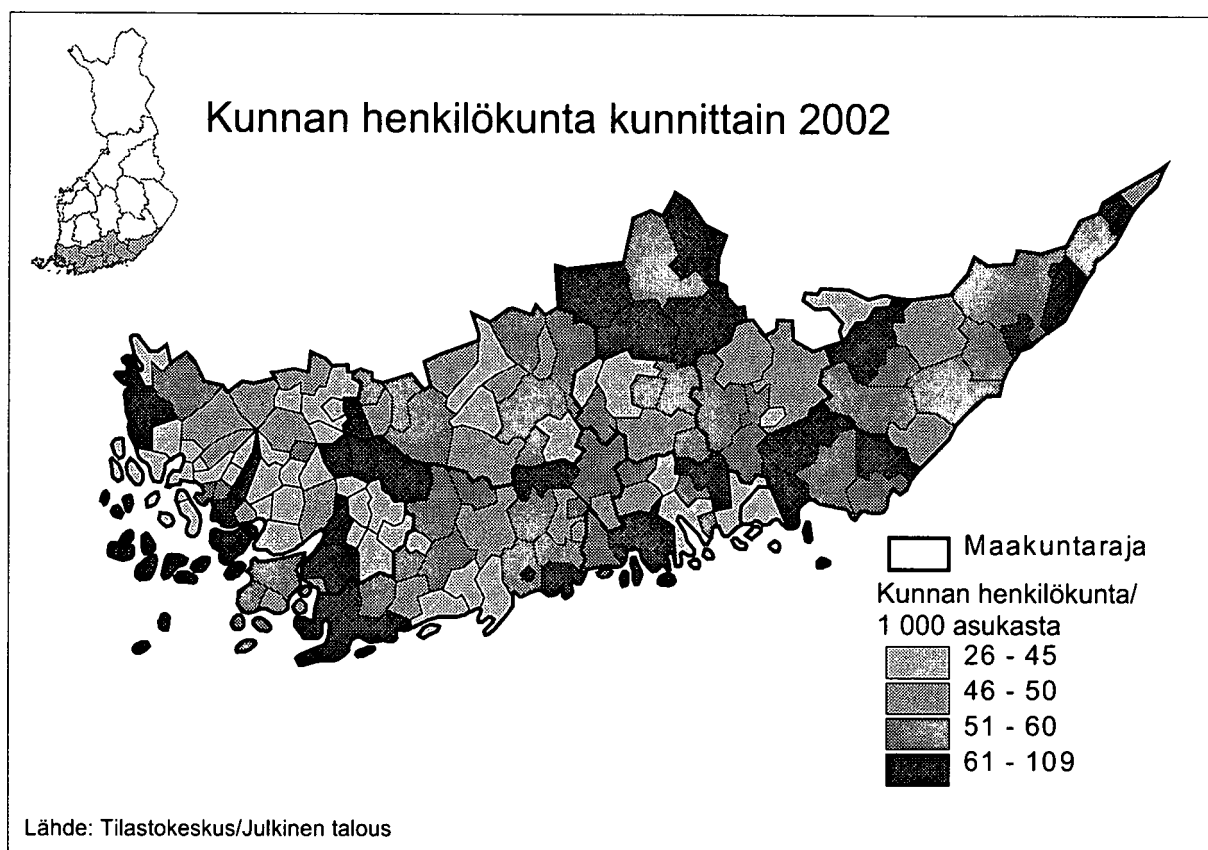 Kunnan henkilökunta kunnittain 2002
Maakuntaraja
Kunnan henkilökunta/
1 000 asukasta
26 - 45
46 - 50
51 - 60
61 - 109
Lähde: Tilastokeskus/Julkinen talous